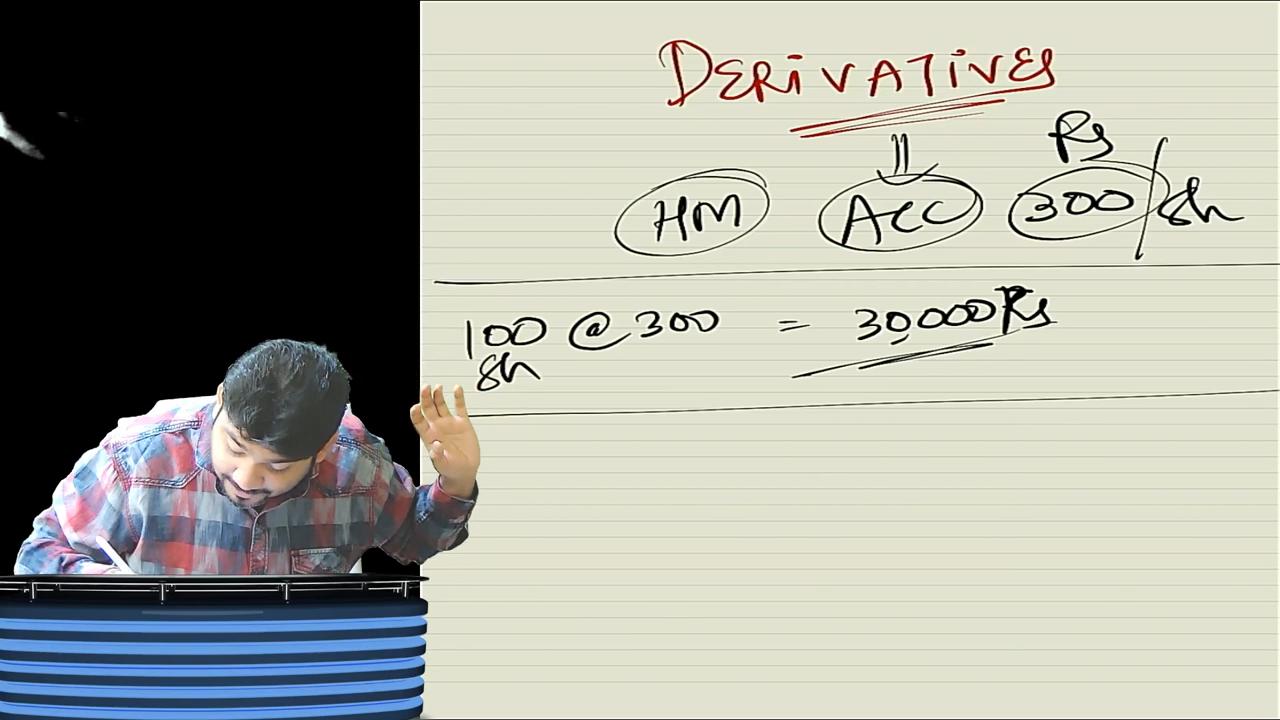 DERIVATIVES
Rs
HM ACC 300/sh
100 @ 300 = 30,000 Rs
sh